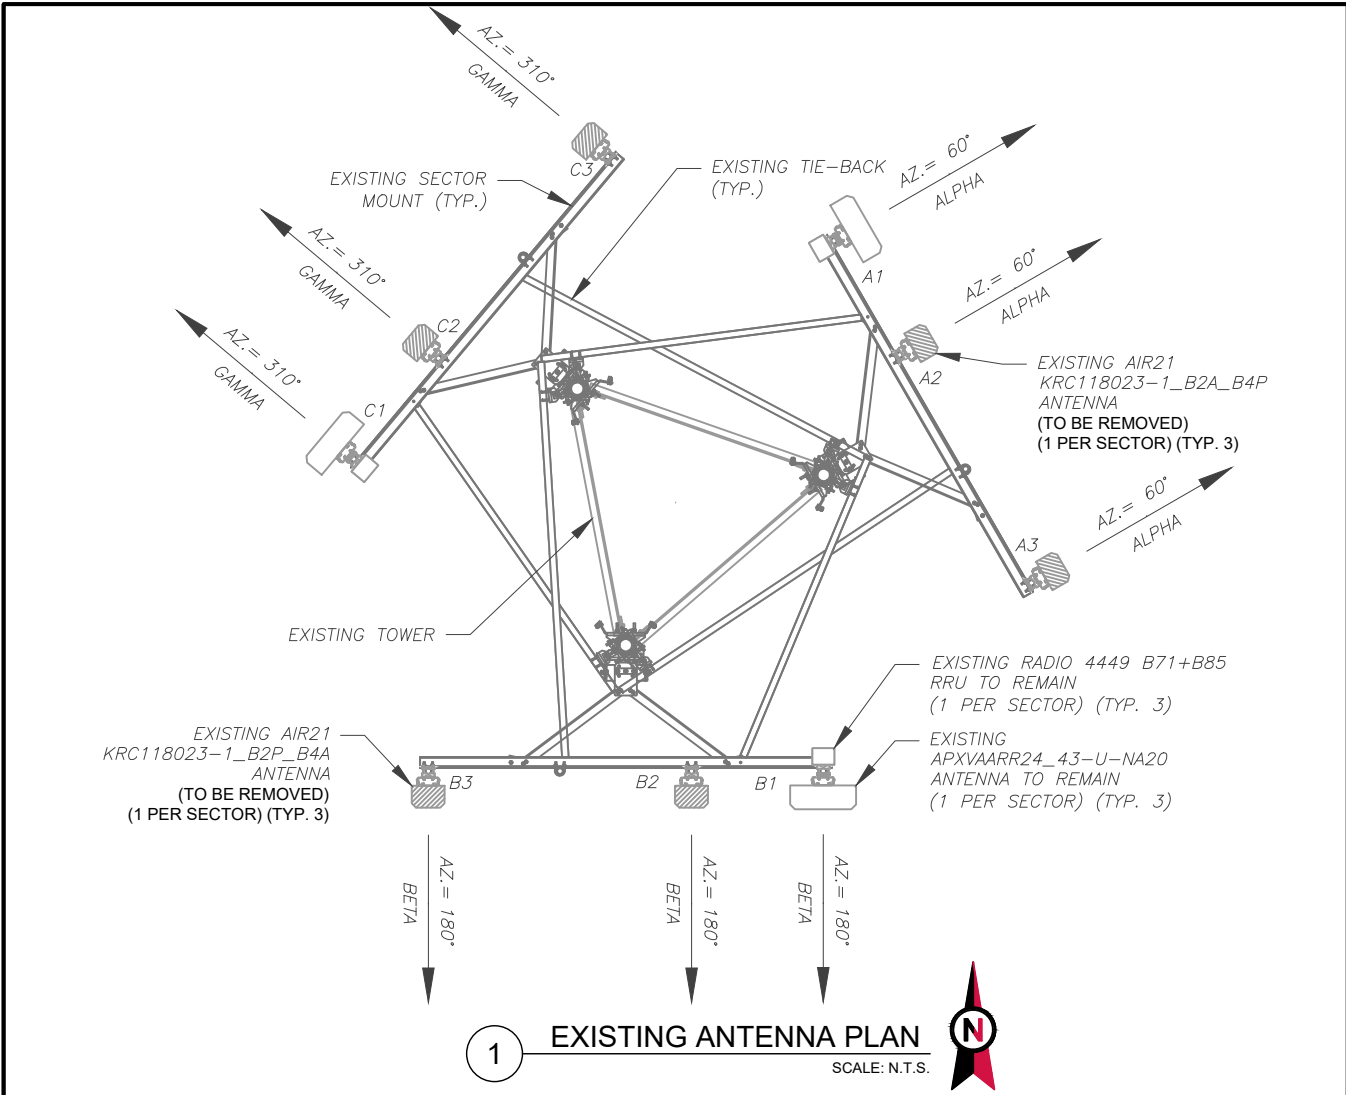 AZ.= 310°
GAMMA
C3
EXISTING SECTOR
MOUNT (TYP.)
EXISTING TIE-BACK
(TYP.)
AZ.= 60°
ALPHA
A1
AZ.= 310°
GAMMA
C2
AZ.= 60°
ALPHA
A2
EXISTING AIR21
KRC118023-1_B2A_B4P
ANTENNA
(TO BE REMOVED)
(1 PER SECTOR) (TYP. 3)
AZ.= 310°
GAMMA
C1
AZ.= 60°
ALPHA
A3
EXISTING TOWER
EXISTING RADIO 4449 B71+B85
RRU TO REMAIN
(1 PER SECTOR) (TYP. 3)
EXISTING
APXVAARR24_43-U-NA20
ANTENNA TO REMAIN
(1 PER SECTOR) (TYP. 3)
EXISTING AIR21
KRC118023-1_B2P_B4A
ANTENNA
(TO BE REMOVED)
(1 PER SECTOR) (TYP. 3)
B3
B2
B1
AZ.= 180°
BETA
AZ.= 180°
BETA
AZ.= 180°
BETA
1
EXISTING ANTENNA PLAN
SCALE: N.T.S.
N